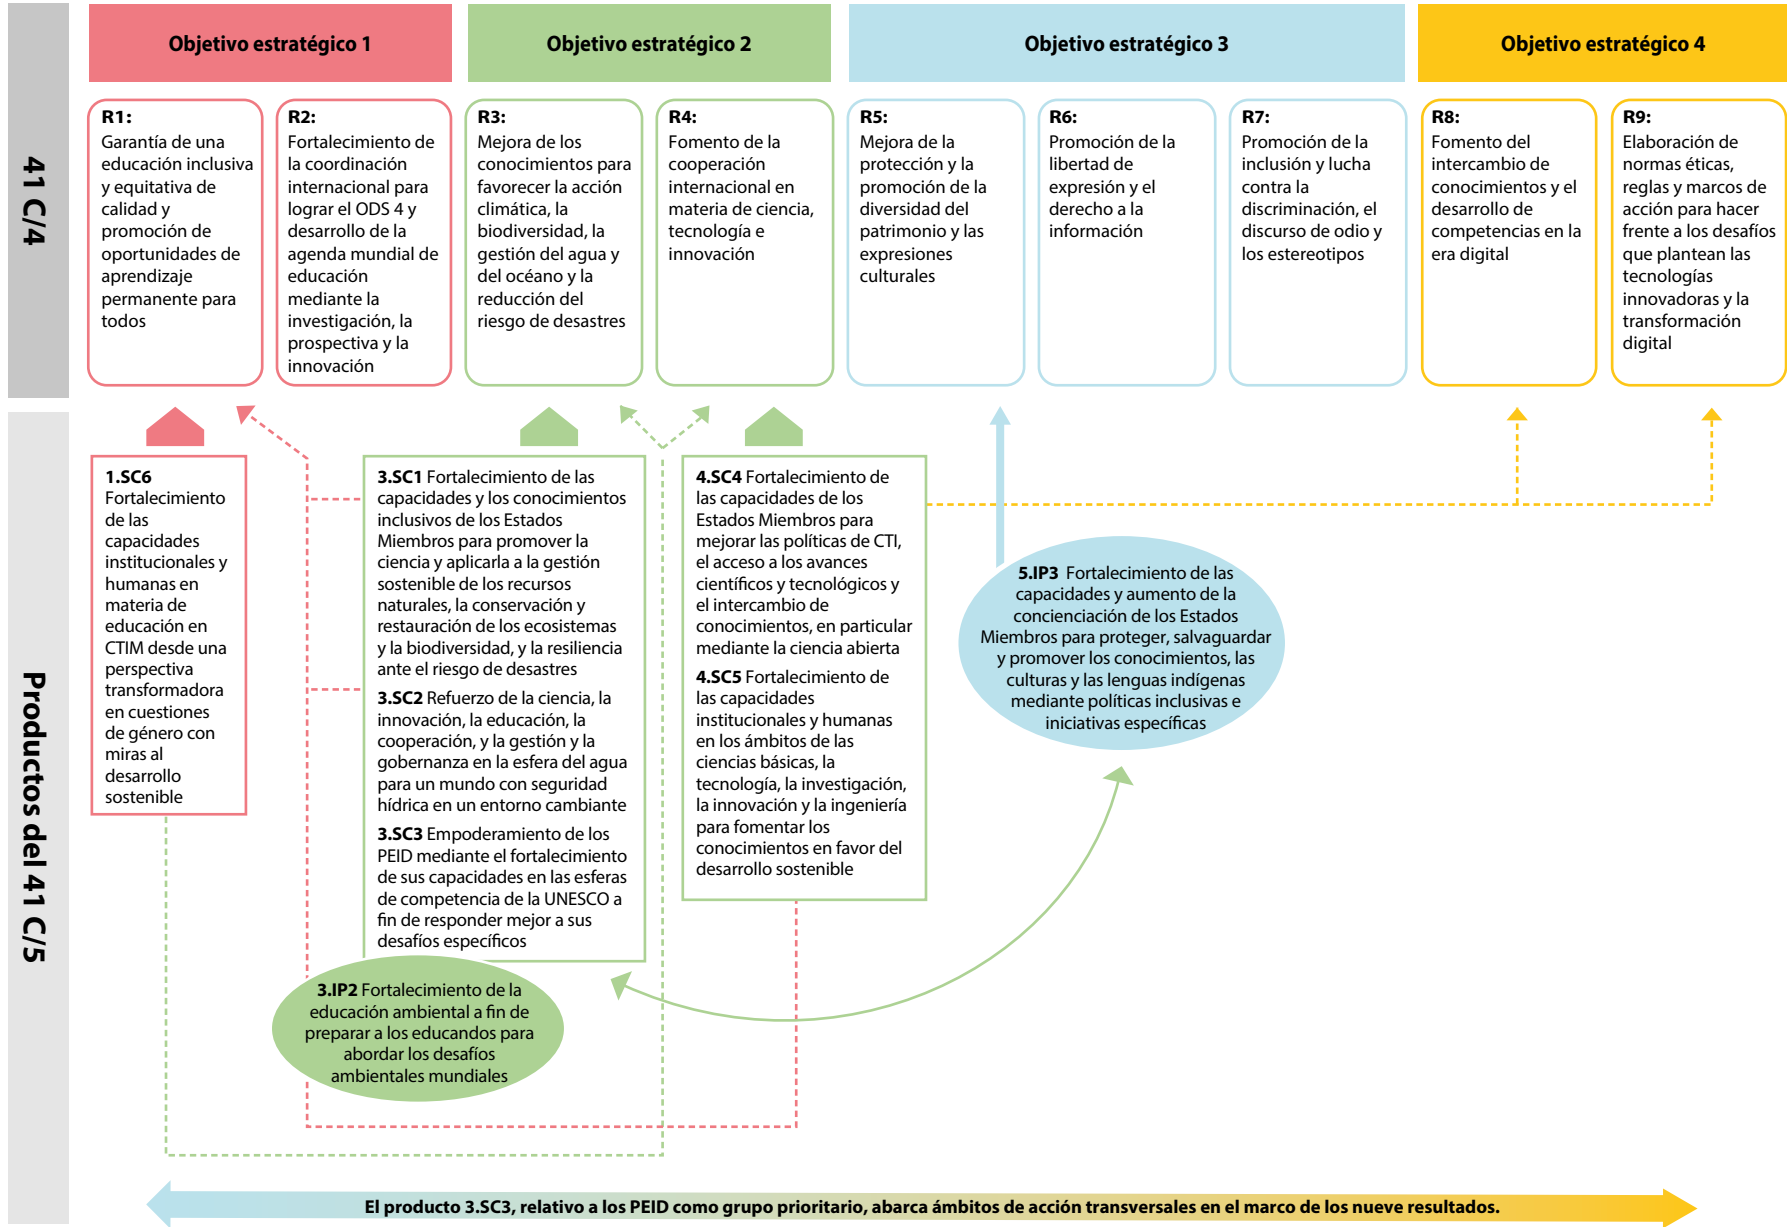 41 C/4
Objetivo estratégico 1
Objetivo estratégico 2
Objetivo estratégico 3
Objetivo estratégico 4
R1:
Garantía de una
educación inclusiva
y equitativa de
calidad y
promoción de
oportunidades de
aprendizaje
permanente para
todos
R2:
Fortalecimiento de
la coordinación
internacional para
lograr el ODS 4 y
desarrollo de la
agenda mundial de
educación
mediante la
investigación, la
prospectiva y la
innovación
R3:
Mejora de los
conocimientos para
favorecer la acción
climática, la
biodiversidad, la
gestión del agua y
del océano y la
reducción del
riesgo de desastres
R4:
Fomento de la
cooperación
internacional en
materia de ciencia,
tecnología e
innovación
R5:
Mejora de la
protección y la
promoción de la
diversidad del
patrimonio y las
expresiones
culturales
R6:
Promoción de la
libertad de
expresión y el
derecho a la
información
R7:
Promoción de la
inclusión y lucha
contra la
discriminación, el
discurso de odio y
los estereotipos
R8:
Fomento del
intercambio de
conocimientos y el
desarrollo de
competencias en la
era digital
R9:
Elaboración de
normas éticas,
reglas y marcos de
acción para hacer
frente a los desafíos
que plantean las
tecnologías
innovadoras y la
transformación
digital
Productos del 41 C/5
1.SC6
Fortalecimiento
de las
capacidades
institucionales y
humanas en
materia de
educación en
CTIM desde una
perspectiva
transformadora
en cuestiones
de género con
miras al
desarrollo
sostenible
3.SC1 Fortalecimiento de las
capacidades y los conocimientos
inclusivos de los Estados
Miembros para promover la
ciencia y aplicarla a la gestión
sostenible de los recursos
naturales, la conservación y
restauración de los ecosistemas
y la biodiversidad, y la resiliencia
ante el riesgo de desastres
3.SC2 Refuerzo de la ciencia, la
innovación, la educación, la
cooperación, y la gestión y la
gobernanza en la esfera del agua
para un mundo con seguridad
hídrica en un entorno cambiante
3.SC3 Empoderamiento de los
PEID mediante el fortalecimiento
de sus capacidades en las esferas
de competencia de la UNESCO a
fin de responder mejor a sus
desafíos específicos
3.IP2 Fortalecimiento de la
educación ambiental a fin de
preparar a los educandos para
abordar los desafíos
ambientales mundiales
4.SC4 Fortalecimiento de
las capacidades de los
Estados Miembros para
mejorar las políticas de CTI,
el acceso a los avances
científicos y tecnológicos y
el intercambio de
conocimientos, en particular
mediante la ciencia abierta
4.SC5 Fortalecimiento de
las capacidades
institucionales y humanas
en los ámbitos de las
ciencias básicas, la
tecnología, la investigación,
la innovación y la ingeniería
para fomentar los
conocimientos en favor del
desarrollo sostenible
5.IP3 Fortalecimiento de las
capacidades y aumento de la
concienciación de los Estados
Miembros para proteger, salvaguardar
y promover los conocimientos, las
culturas y las lenguas indígenas
mediante políticas inclusivas e
iniciativas específicas
El producto 3.SC3, relativo a los PEID como grupo prioritario, abarca ámbitos de acción transversales en el marco de los nueve resultados.